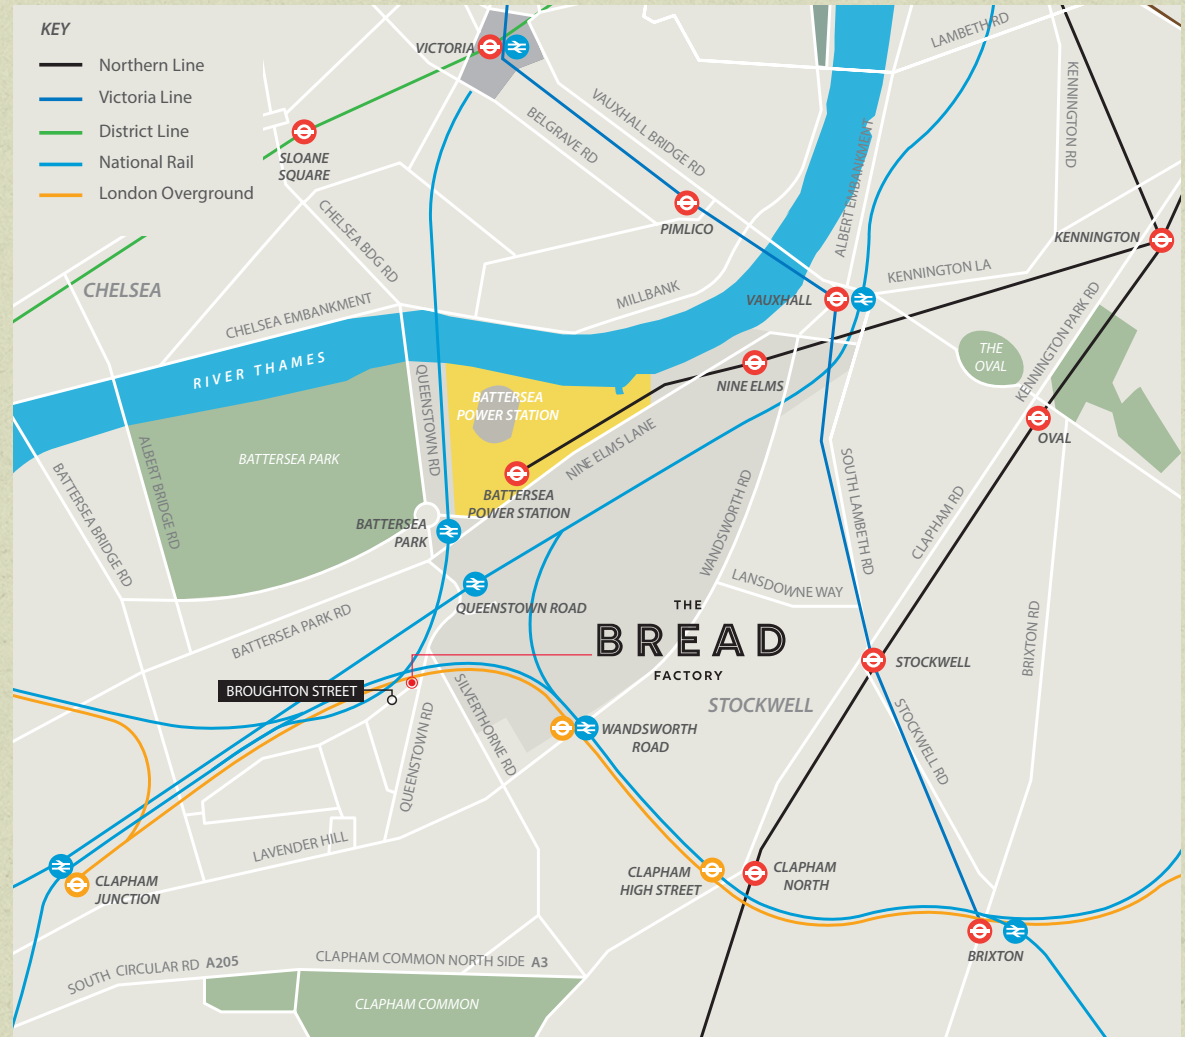 KEY
Northern Line
Victoria Line
District Line
National Rail
London Overground
VICTORIA
LAMBETH RD
KENNINGTON RD
VAUXHALL BRIDGE RD
BELGRAVE RD
SLOANE
SQUARE
ALBERT EMBANKMENT
CHELSEA BDG RD
PIMLICO
KENNINGTON
KENNINGTON LA
CHELSEA
MILLBANK
VAUXHALL
CHELSEA EMBANKMENT
KENNINGTON PARK RD
RIVER THAMES
THE
OVAL
NINE ELMS
QUEENSTOWN RD
BATTERSEA
POWER STATION
OVAL
NINE ELMS LANE
BATTERSEA PARK
ALBERT BRIDGE RD
BATTERSEA BRIDGE RD
BATTERSEA
POWER STATION
WANDSWORTH RD
SOUTH LAMBETH RD
CLAPHAM RD
BATTERSEA
PARK
LANSDOWNE WAY
QUEENSTOWN ROAD
BATTERSEA PARK RD
THE
BREAD
FACTORY
BRIXTON RD
STOCKWELL
BROUGHTON STREET
STOCKWELL
SILVERTHORNE RD
QUEENSTOWN RD
WANDSWORTH
ROAD
STOCKWELL RD
LAVENDER HILL
CLAPHAM
JUNCTION
CLAPHAM
HIGH STREET
CLAPHAM
NORTH
BRIXTON
SOUTH CIRCULAR RD A205
CLAPHAM COMMON NORTH SIDE A3
CLAPHAM COMMON